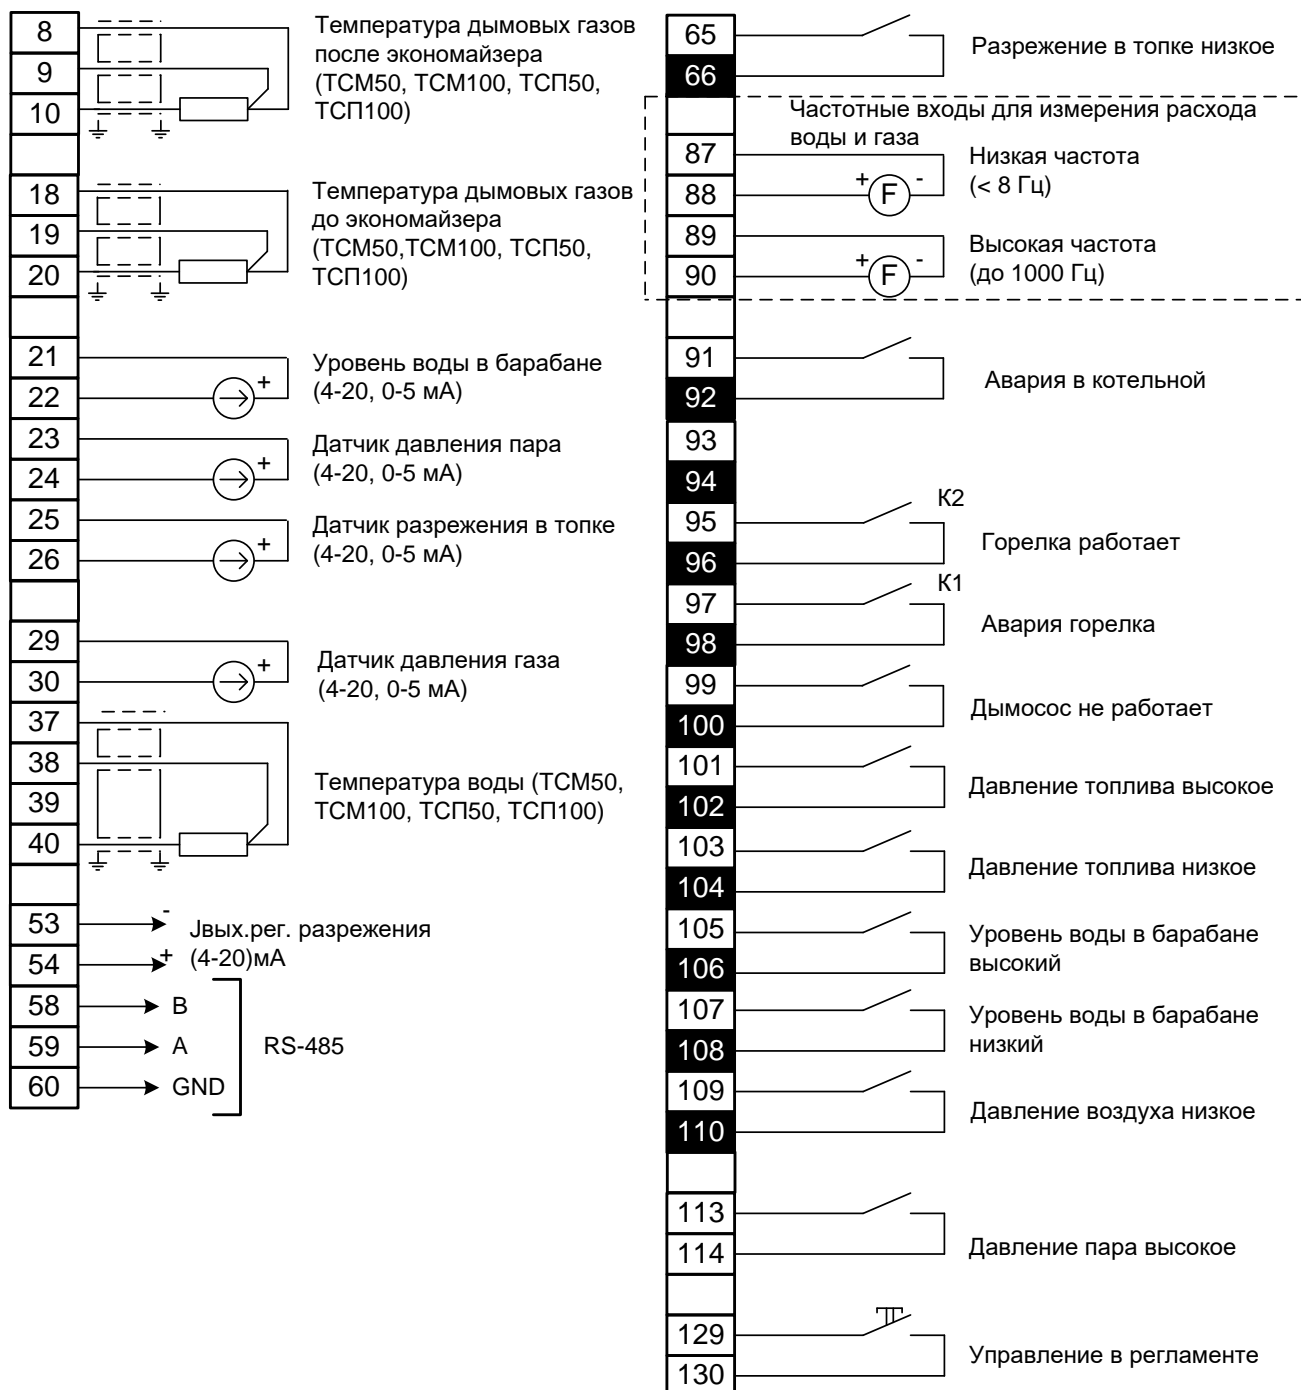 8
Температура дымовых газов
после экономайзера
(ТСМ50, ТСМ100, ТСП50,
ТСП100)
9
10
18
Температура дымовых газов
до экономайзера
(ТСМ50,ТСМ100, ТСП50,
ТСП100)
19
20
21
Уровень воды в барабане
(4-20, 0-5 мА)
22
+
23
Датчик давления пара
(4-20, 0-5 мА)
24
+
25
Датчик разрежения в топке
(4-20, 0-5 мА)
26
+
29
Датчик давления газа
(4-20, 0-5 мА)
30
+
37
38
Температура воды (ТСМ50,
ТСМ100, ТСП50, ТСП100)
39
40
53
-
Jвых.рег. разрежения
(4-20)мА
54
+
58
B
59
A
RS-485
60
GND
65
Разрежение в топке низкое
66
Частотные входы для измерения расхода
воды и газа
87
Низкая частота
(< 8 Гц)
88
+ F -
89
Высокая частота
(до 1000 Гц)
90
+ F -
91
Авария в котельной
92
93
94
95
К2
Горелка работает
96
97
К1
Авария горелка
98
99
Дымосос не работает
100
101
Давление топлива высокое
102
103
Давление топлива низкое
104
105
Уровень воды в барабане
высокий
106
107
Уровень воды в барабане
низкий
108
109
Давление воздуха низкое
110
113
Давление пара высокое
114
129
Управление в регламенте
130